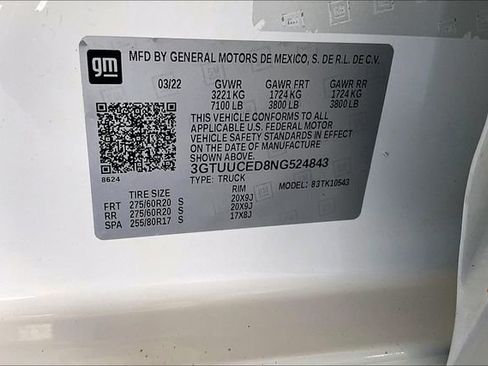 gm
MFD BY GENERAL MOTORS DE MEXICO, S. DE R.L. DE C.V.
03/22 GVWR GAWR FRT GAWR RR
3221 KG 1724 KG 1724 KG
7100 LB 3800 LB 3800 LB
THIS VEHICLE CONFORMS TO ALL
APPLICABLE U.S. FEDERAL MOTOR
VEHICLE SAFETY STANDARDS IN EFFECT
ON THE DATE OF MANUFACTURE SHOWN ABOVE.
3GTUUCED8NG524843
8624
TYPE: TRUCK MODEL: 83TK10543
TIRE SIZE RIM
FRT 275/60R20 S 20X9J
RR 275/60R20 S 20X9J
SPA 255/80R17 S 17X8J